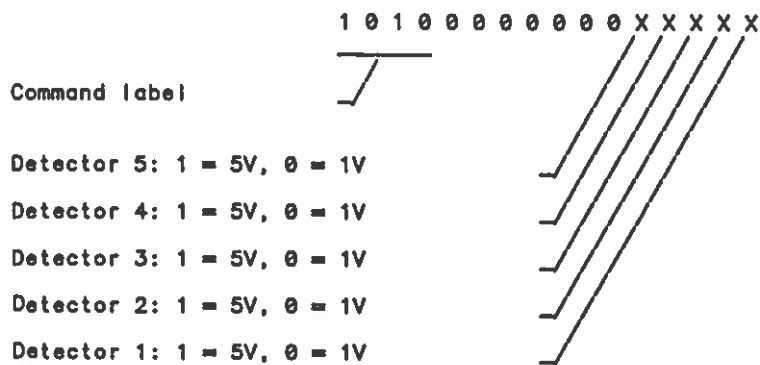 1 0 1 0 0 0 0 0 0 0 0 X X X X X
Command label
Detector 5: 1 = 5V, 0 = 1V
Detector 4: 1 = 5V, 0 = 1V
Detector 3: 1 = 5V, 0 = 1V
Detector 2: 1 = 5V, 0 = 1V
Detector 1: 1 = 5V, 0 = 1V